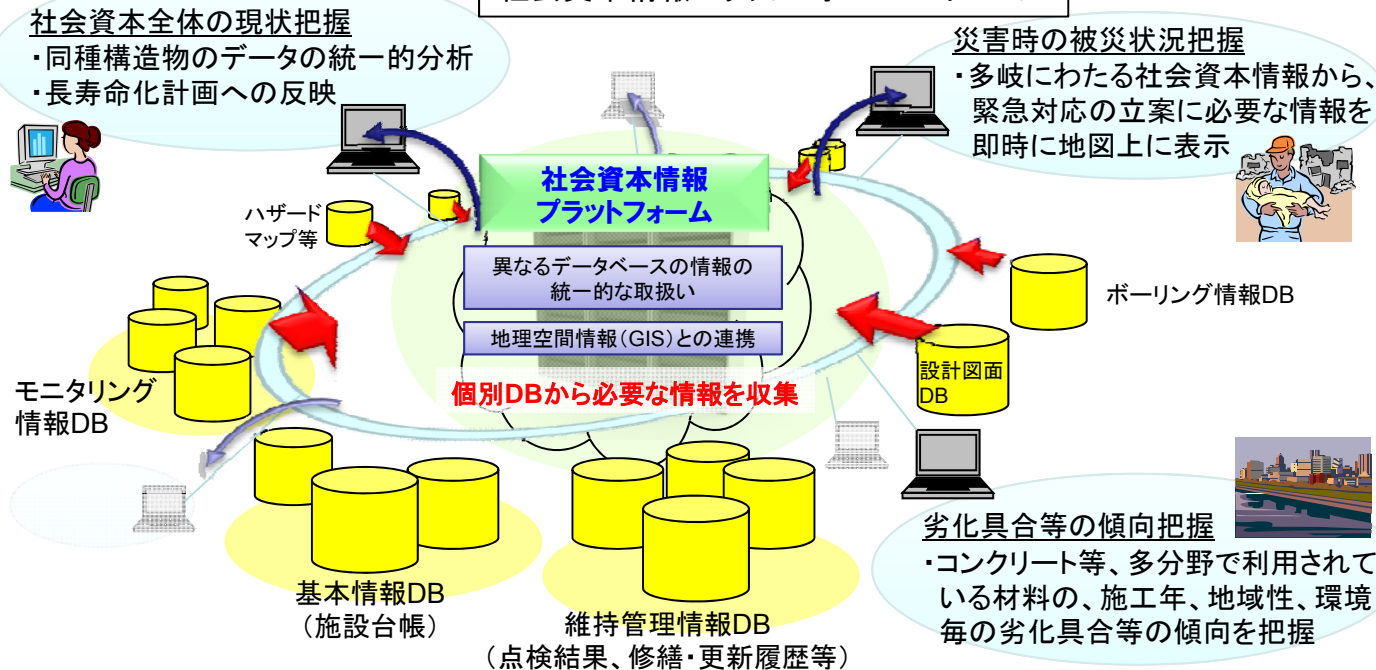 社会資本全体の現状把握
・同種構造物のデータの統一的分析
・長寿命化計画への反映
災害時の被災状況把握
・多岐にわたる社会資本情報から、
緊急対応の立案に必要な情報を
即時に地図上に表示
社会資本情報
プラットフォーム
ハザード
マップ等
異なるデータベースの情報の
統一的な取扱い
地理空間情報(GIS)との連携
個別DBから必要な情報を収集
ボーリング情報DB
設計図面
DB
モニタリング
情報DB
基本情報DB
（施設台帳）
維持管理情報DB
（点検結果、修繕・更新履歴等）
劣化具合等の傾向把握
・コンクリート等、多分野で利用されて
いる材料の、施工年、地域性、環境
毎の劣化具合等の傾向を把握